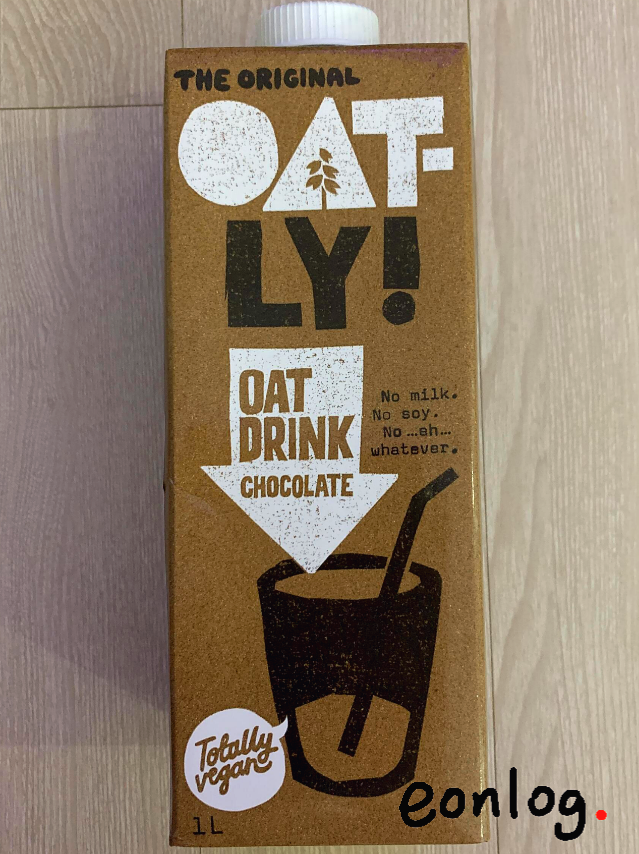 THE ORIGINAL
OAT-
LY!
OAT
DRINK
CHOCOLATE
No milk.
No soy.
No ...eh...
whatever.
Totally
vegan
1L
eonlog.